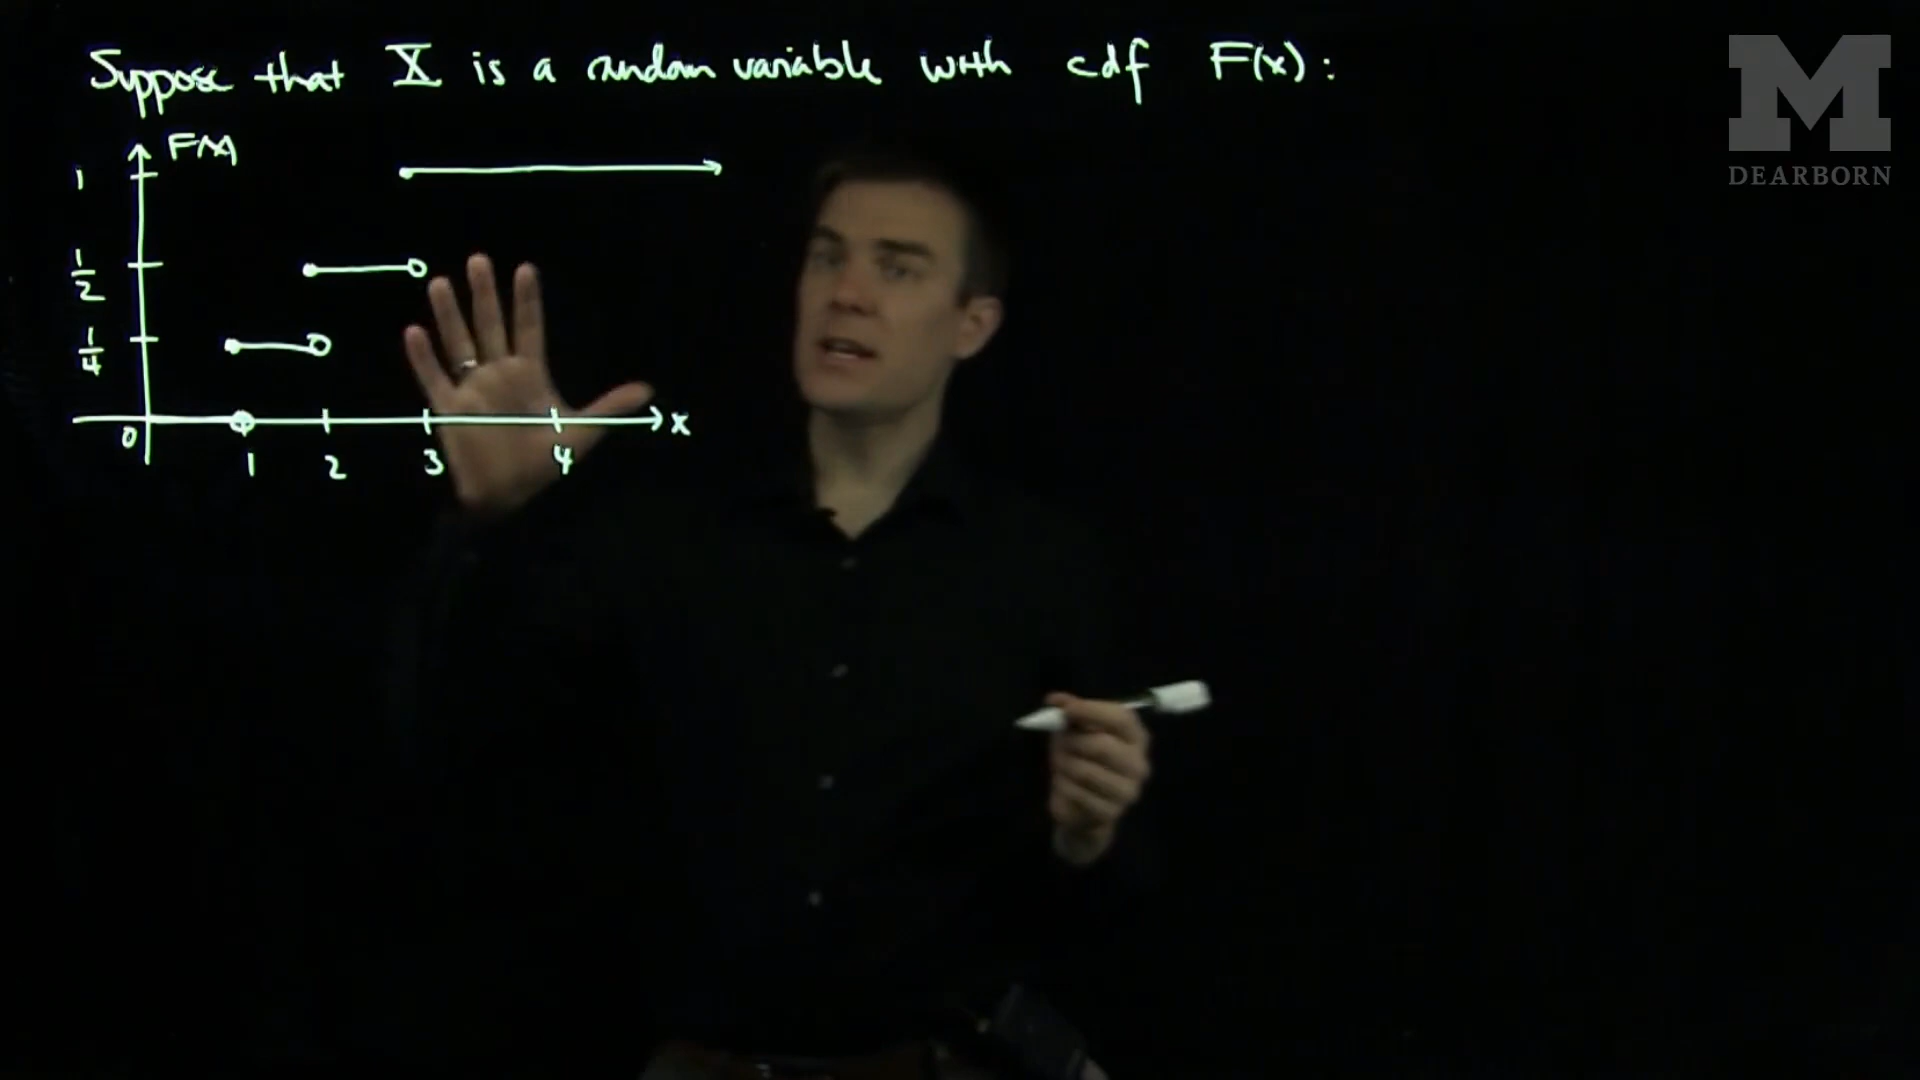 Suppose that X is a random variable with cdf F(x):
M
DEARBORN
F(x)
1
1/2
1/4
0 1 2 3 4 x